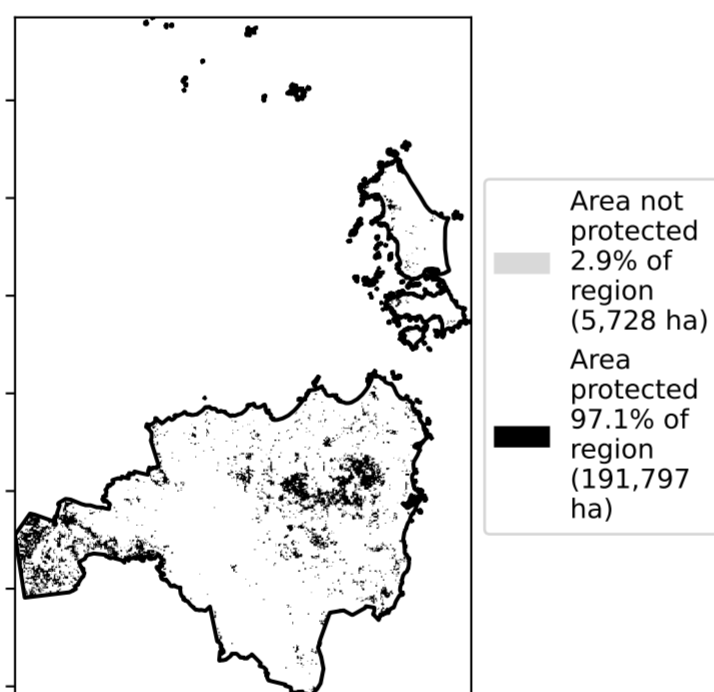 Area not
protected
2.9% of
region
(5,728 ha)
Area
protected
97.1% of
region
(191,797
ha)